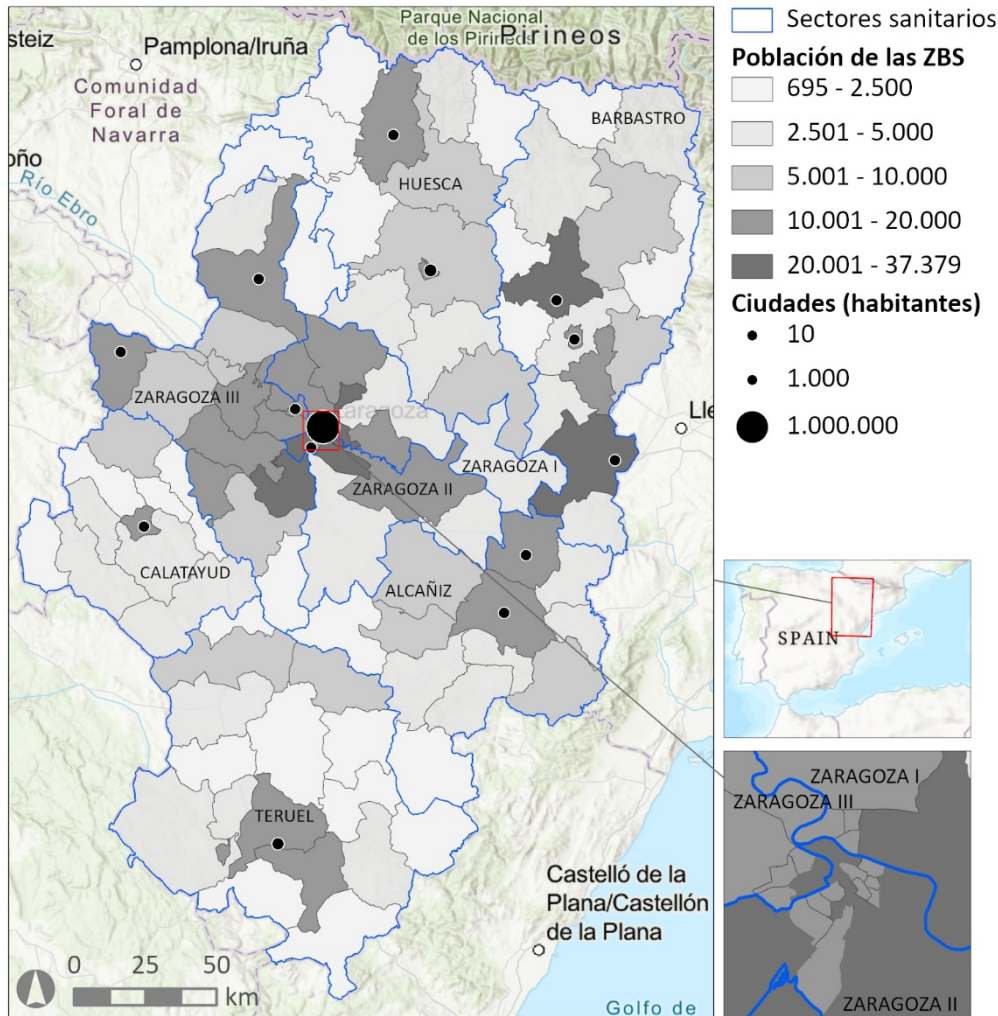 Parque Nacional
de los Pirineos
Pirineos
steiz
Pamplona/Iruña
Comunidad
Foral de
Navarra
oño
Río Ebro
BARBASTRO
HUESCA
ZARAGOZA III
Zaragoza
Lle
ZARAGOZA I
ZARAGOZA II
CALATAYUD
ALCAÑIZ
TERUEL
Castelló de la
Plana/Castellón
de la Plana
0 25 50
km
Golfo de
Sectores sanitarios
Población de las ZBS
695 - 2.500
2.501 - 5.000
5.001 - 10.000
10.001 - 20.000
20.001 - 37.379
Ciudades (habitantes)
10
1.000
1.000.000
SPAIN
ZARAGOZA I
ZARAGOZA III
ZARAGOZA II